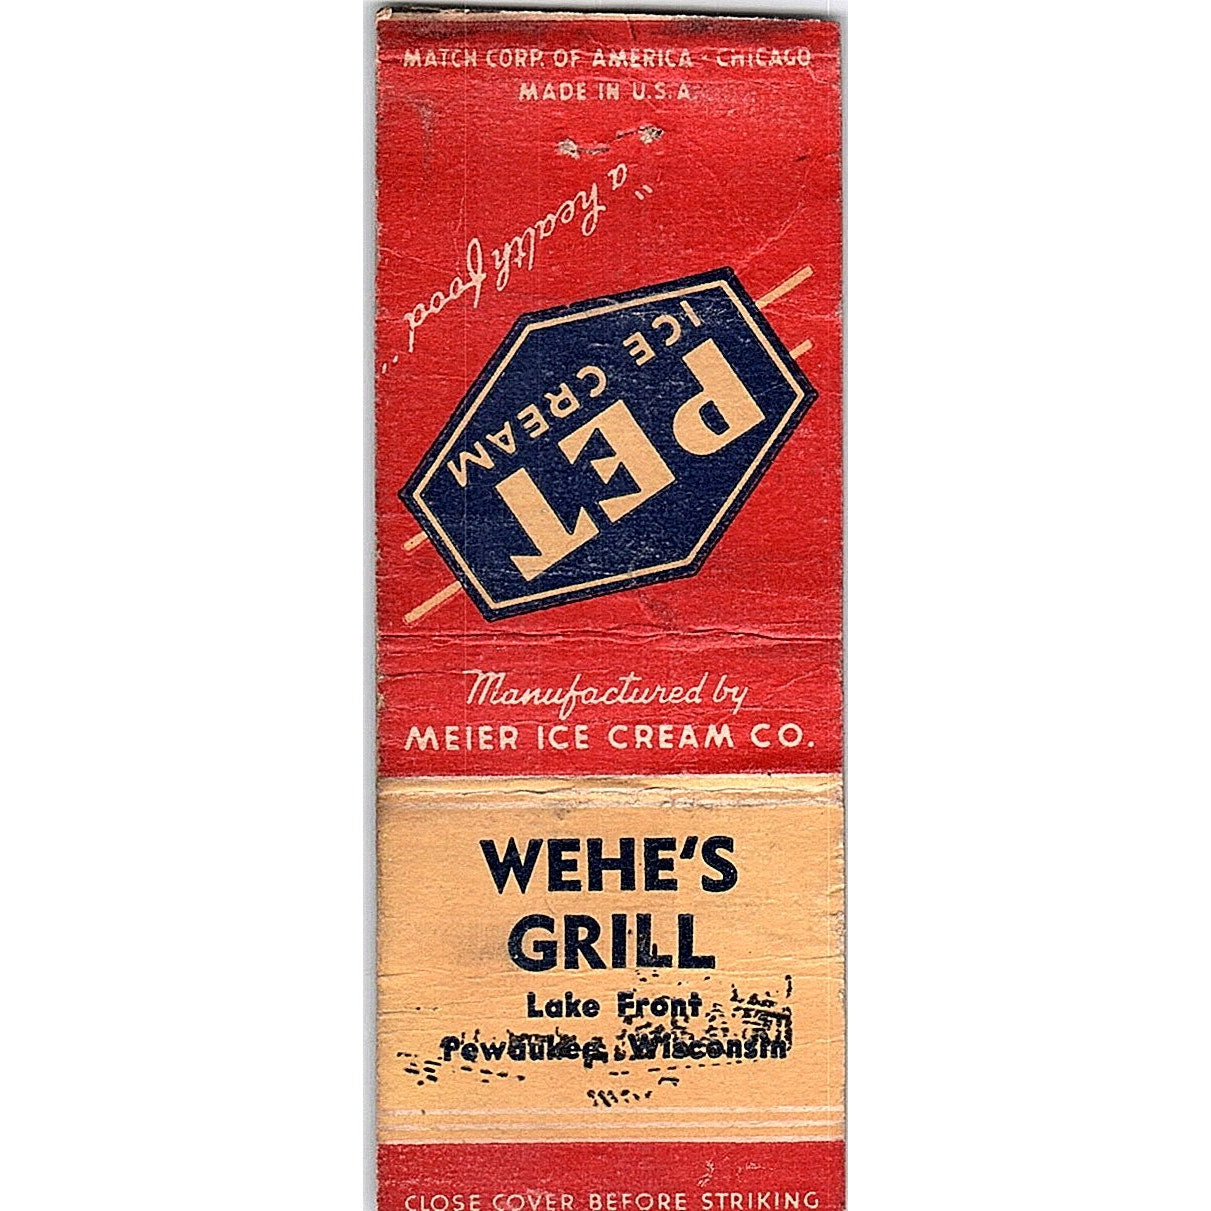 MATCH CORP. OF AMERICA - CHICAGO
MADE IN U.S.A.
"a health food..."
PET
ICE CREAM
Manufactured by
MEIER ICE CREAM CO.
WEHE'S
GRILL
Lake Front
Pewaukee, Wisconsin
CLOSE COVER BEFORE STRIKING